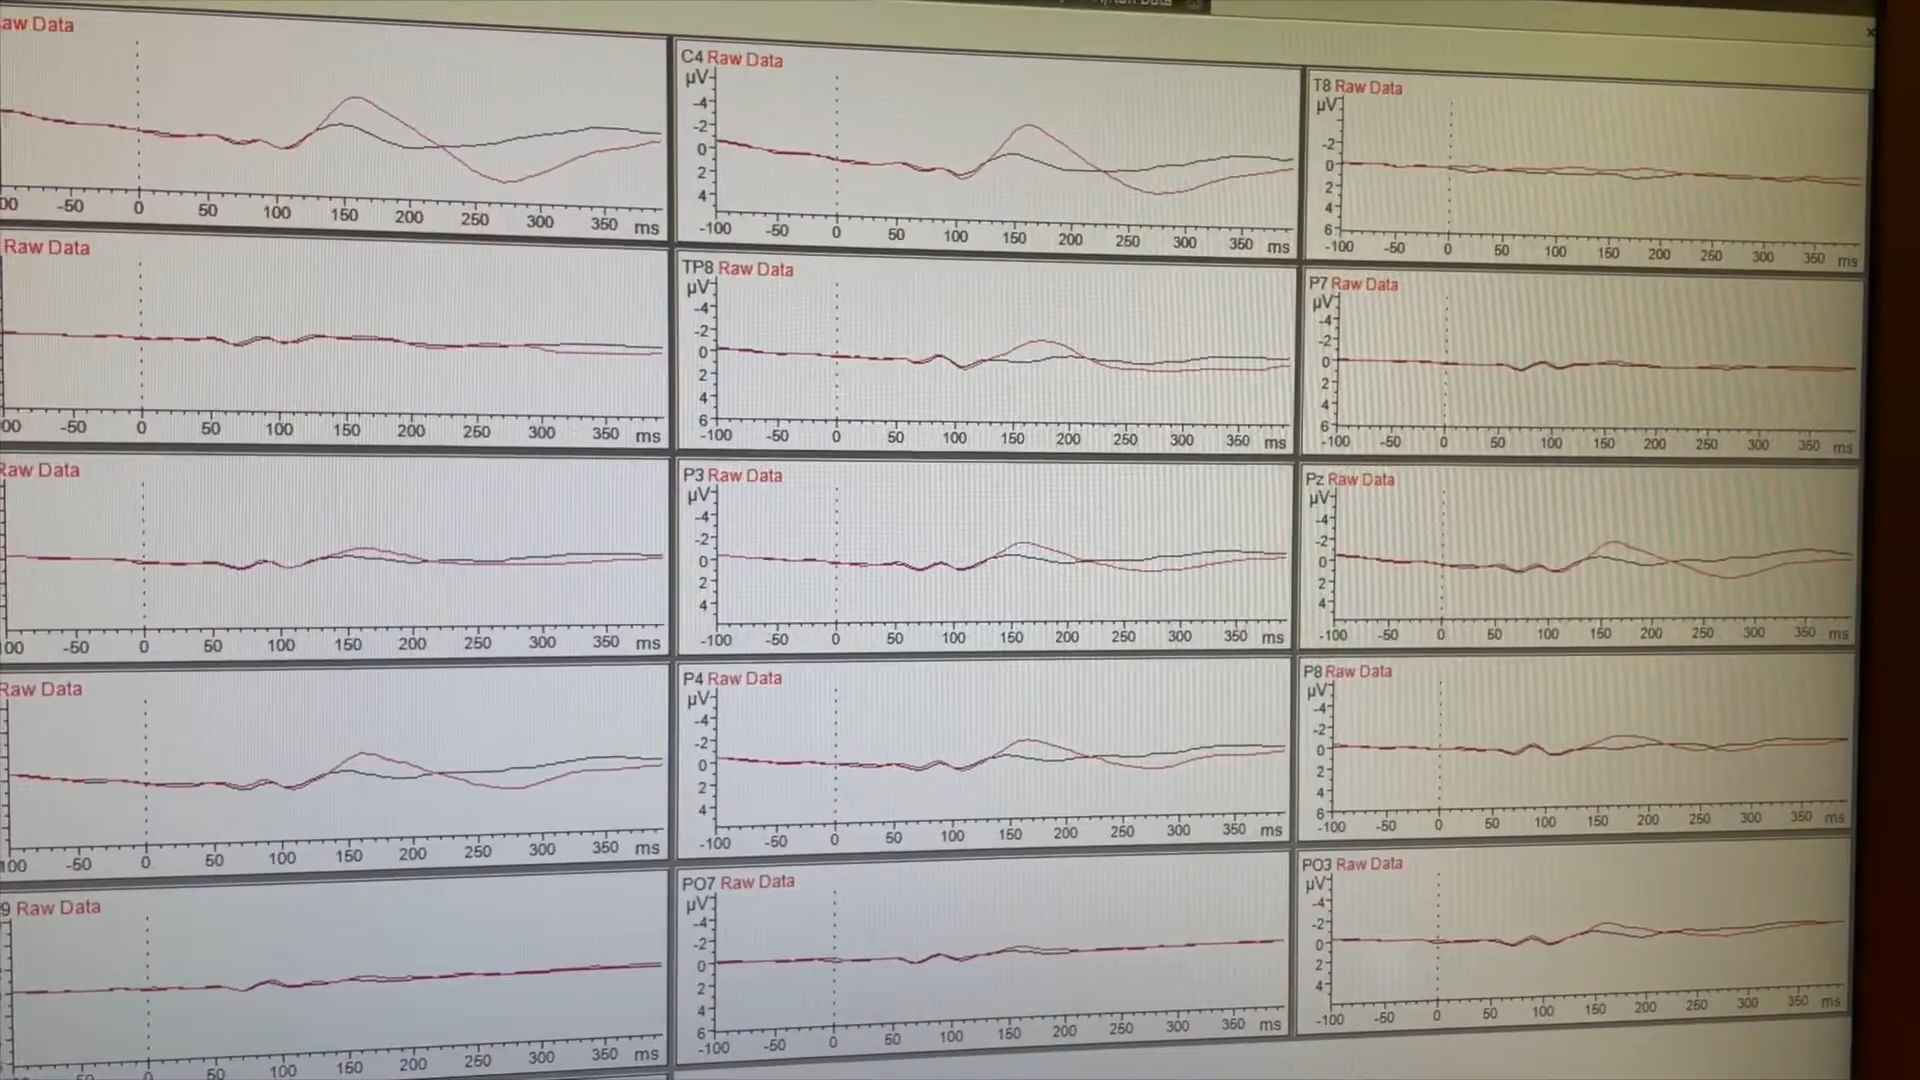 Data
aw Data
-50 0 50 100 150 200 250 300 350 ms
C4 Raw Data
µV
-4
-2
0
2
4
-100 -50 0 50 100 150 200 250 300 350 ms
T8 Raw Data
µV
-2
0
2
4
6
-100 -50 0 50 100 150 200 250 300 350 ms
Raw Data
-50 0 50 100 150 200 250 300 350 ms
TP8 Raw Data
µV
-4
-2
0
2
4
6
-100 -50 0 50 100 150 200 250 300 350 ms
P7 Raw Data
µV
-4
-2
0
2
4
6
-100 -50 0 50 100 150 200 250 300 350 ms
Raw Data
-50 0 50 100 150 200 250 300 350 ms
P3 Raw Data
µV
-4
-2
0
2
4
-100 -50 0 50 100 150 200 250 300 350 ms
Pz Raw Data
µV
-4
-2
0
2
4
-100 -50 0 50 100 150 200 250 300 350 ms
Raw Data
-50 0 50 100 150 200 250 300 350 ms
P4 Raw Data
µV
-4
-2
0
2
4
-100 -50 0 50 100 150 200 250 300 350 ms
P8 Raw Data
µV
-4
-2
0
2
4
6
-100 -50 0 50 100 150 200 250 300 350 ms
9 Raw Data
0 50 100 150 200 250 300 350 ms
PO7 Raw Data
µV
-4
-2
0
2
4
6
-100 -50 0 50 100 150 200 250 300 350 ms
PO3 Raw Data
µV
-4
-2
0
2
4
-100 -50 0 50 100 150 200 250 300 350 ms